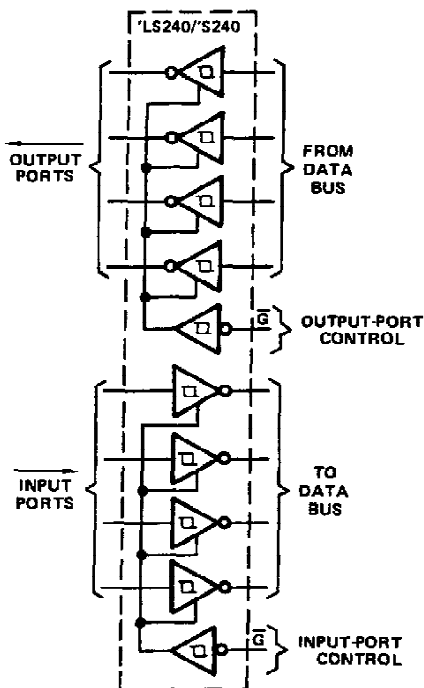 'LS240/'S240
OUTPUT
PORTS
FROM
DATA
BUS
G̅
OUTPUT-PORT
CONTROL
INPUT
PORTS
TO
DATA
BUS
G̅
INPUT-PORT
CONTROL